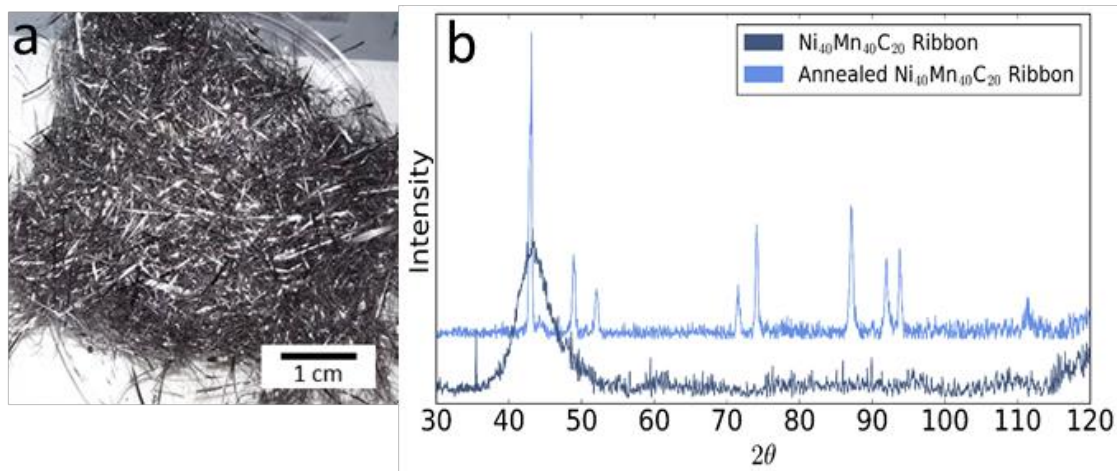 a
1 cm
b
Ni₄₀Mn₄₀C₂₀ Ribbon
Annealed Ni₄₀Mn₄₀C₂₀ Ribbon
Intensity
30 40 50 60 70 80 90 100 110 120
2θ